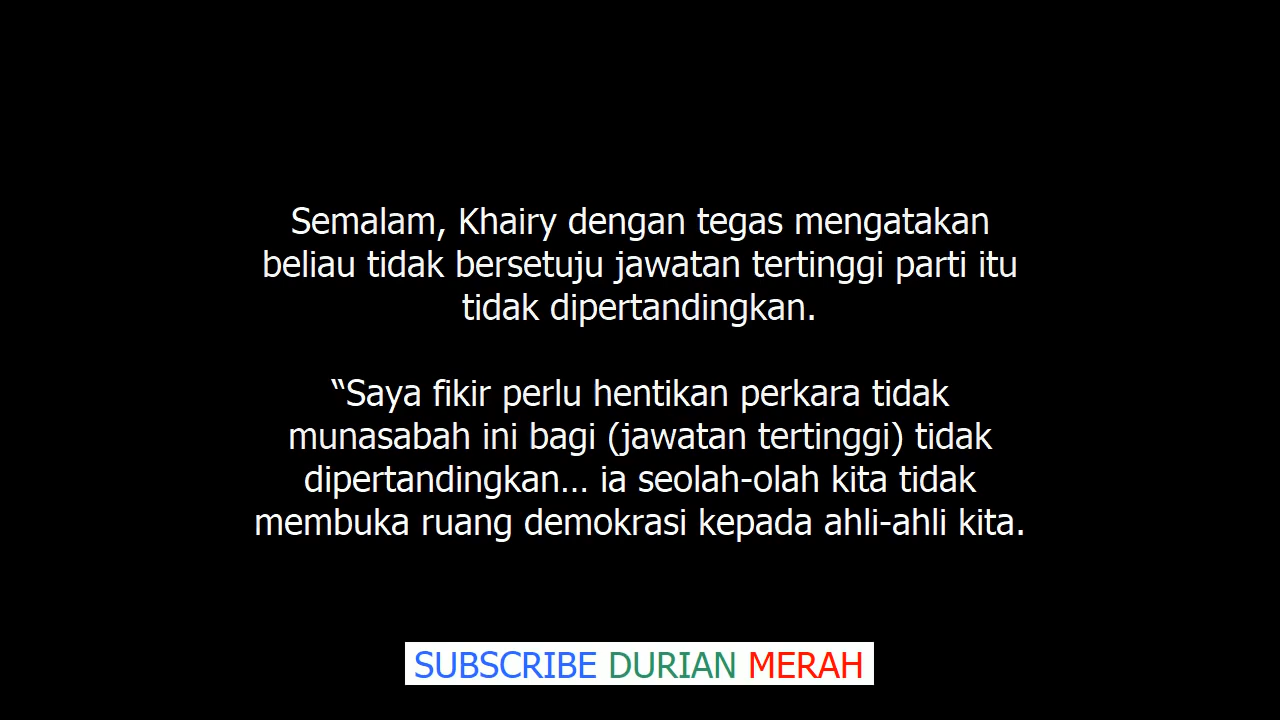 Semalam, Khairy dengan tegas mengatakan
beliau tidak bersetuju jawatan tertinggi parti itu
tidak dipertandingkan.
“Saya fikir perlu hentikan perkara tidak
munasabah ini bagi (jawatan tertinggi) tidak
dipertandingkan... ia seolah-olah kita tidak
membuka ruang demokrasi kepada ahli-ahli kita.
SUBSCRIBE DURIAN MERAH